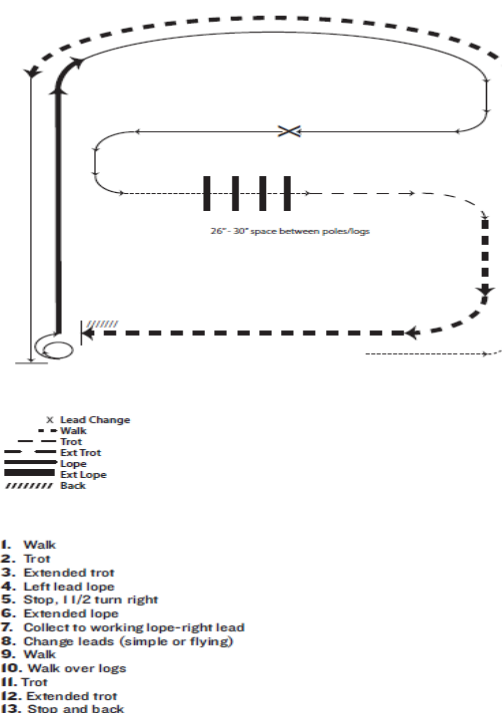 26" - 30" space between poles/logs
X Lead Change
Walk
Trot
Ext Trot
Lope
Ext Lope
Back
1. Walk
2. Trot
3. Extended trot
4. Left lead lope
5. Stop, 1 1/2 turn right
6. Extended lope
7. Collect to working lope-right lead
8. Change leads (simple or flying)
9. Walk
10. Walk over logs
11. Trot
12. Extended trot
13. Stop and back